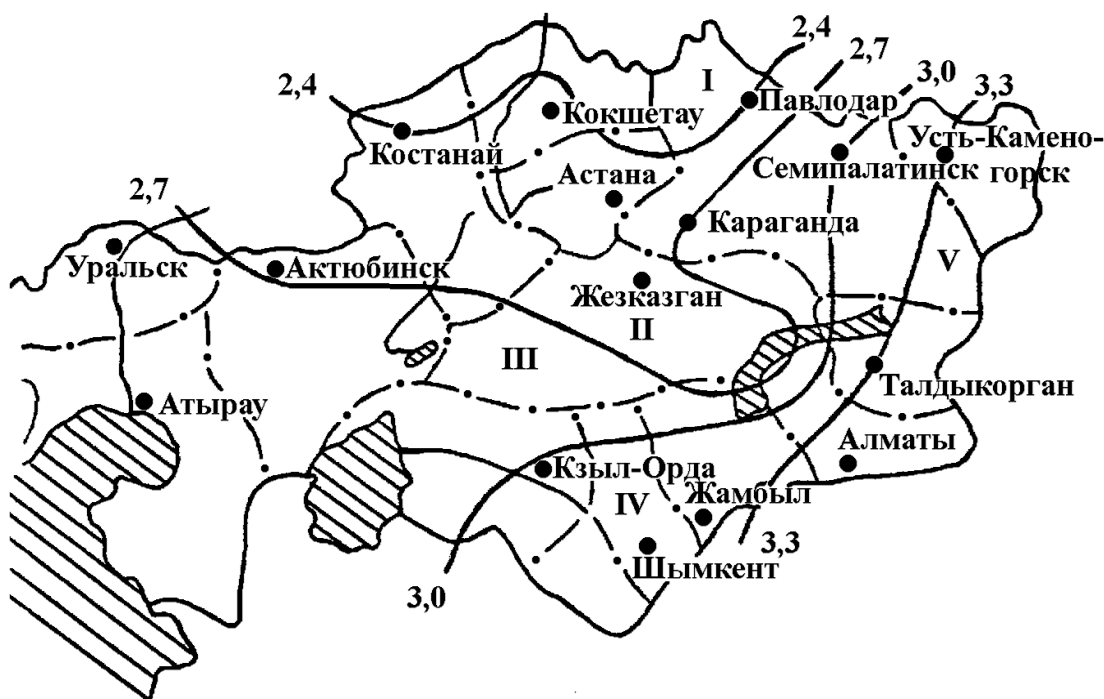 2,4
I
2,4
2,7
3,0
3,3
Кокшетау
Павлодар
Костанай
Семипалатинск
Усть-Камено-
горск
Астана
2,7
Караганда
Уральск
Актюбинск
V
Жезказган
II
III
Талдыкорган
Атырау
Алматы
Кзыл-Орда
Жамбыл
IV
3,3
Шымкент
3,0